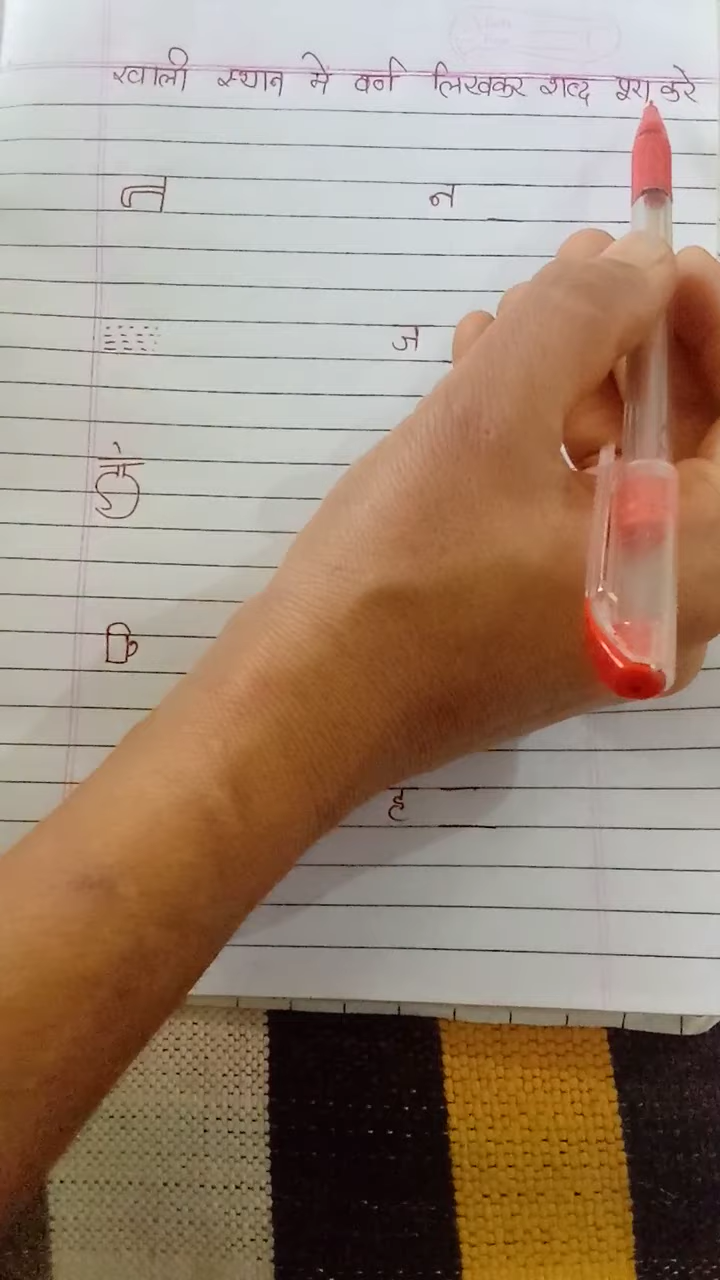 खाली स्थान में वर्ण लिखकर शब्द पूरा करे
न
ज
ह